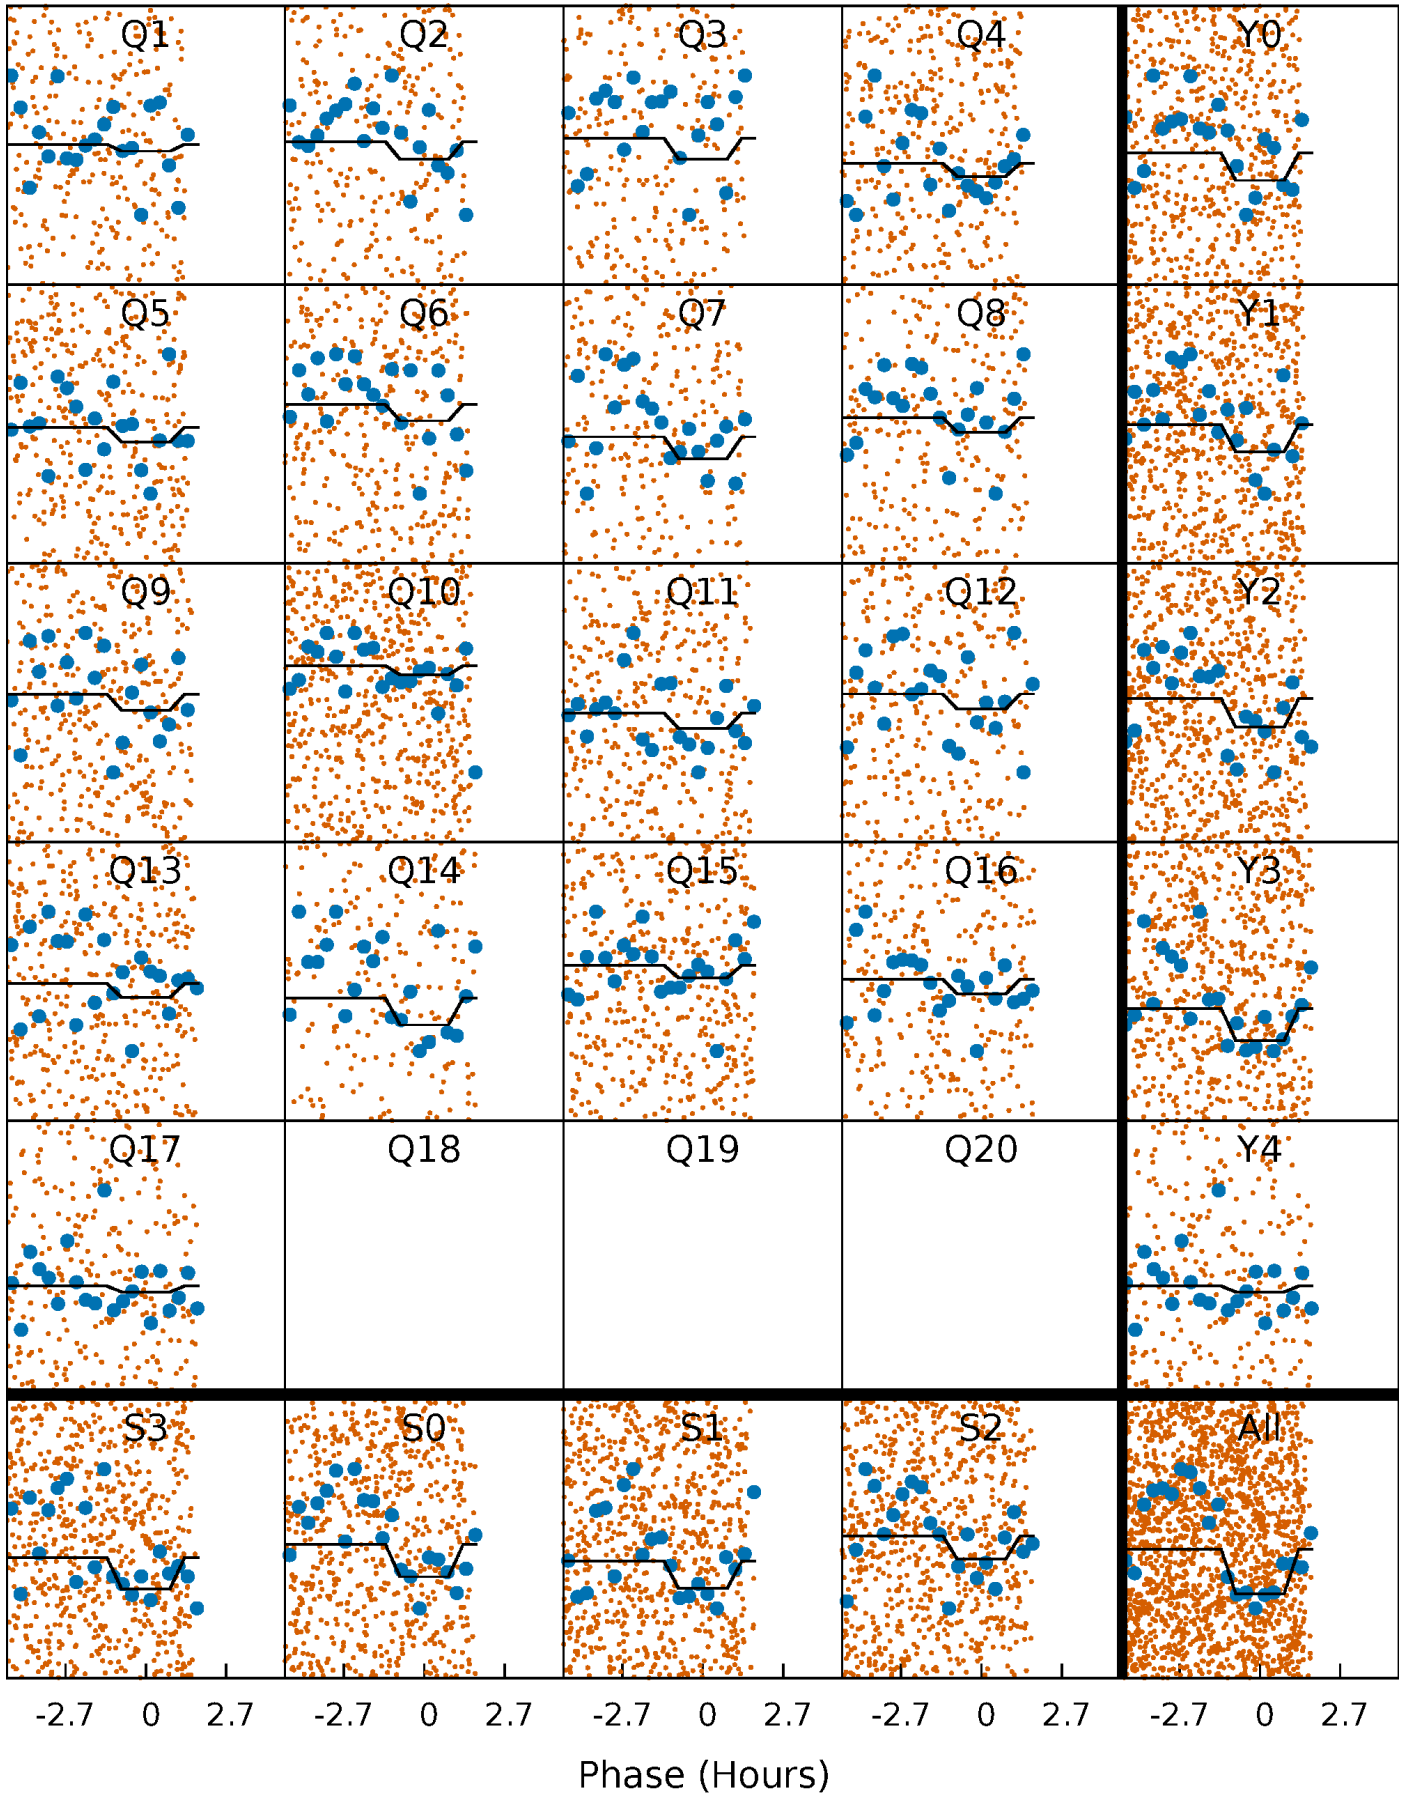 Q1 Q2 Q3 Q4 Y0
Q5 Q6 Q7 Q8 Y1
Q9 Q10 Q11 Q12 Y2
Q13 Q14 Q15 Q16 Y3
Q17 Q18 Q19 Q20 Y4
S3 S0 S1 S2 All
-2.7 0 2.7 -2.7 0 2.7 -2.7 0 2.7 -2.7 0 2.7 -2.7 0 2.7
Phase (Hours)